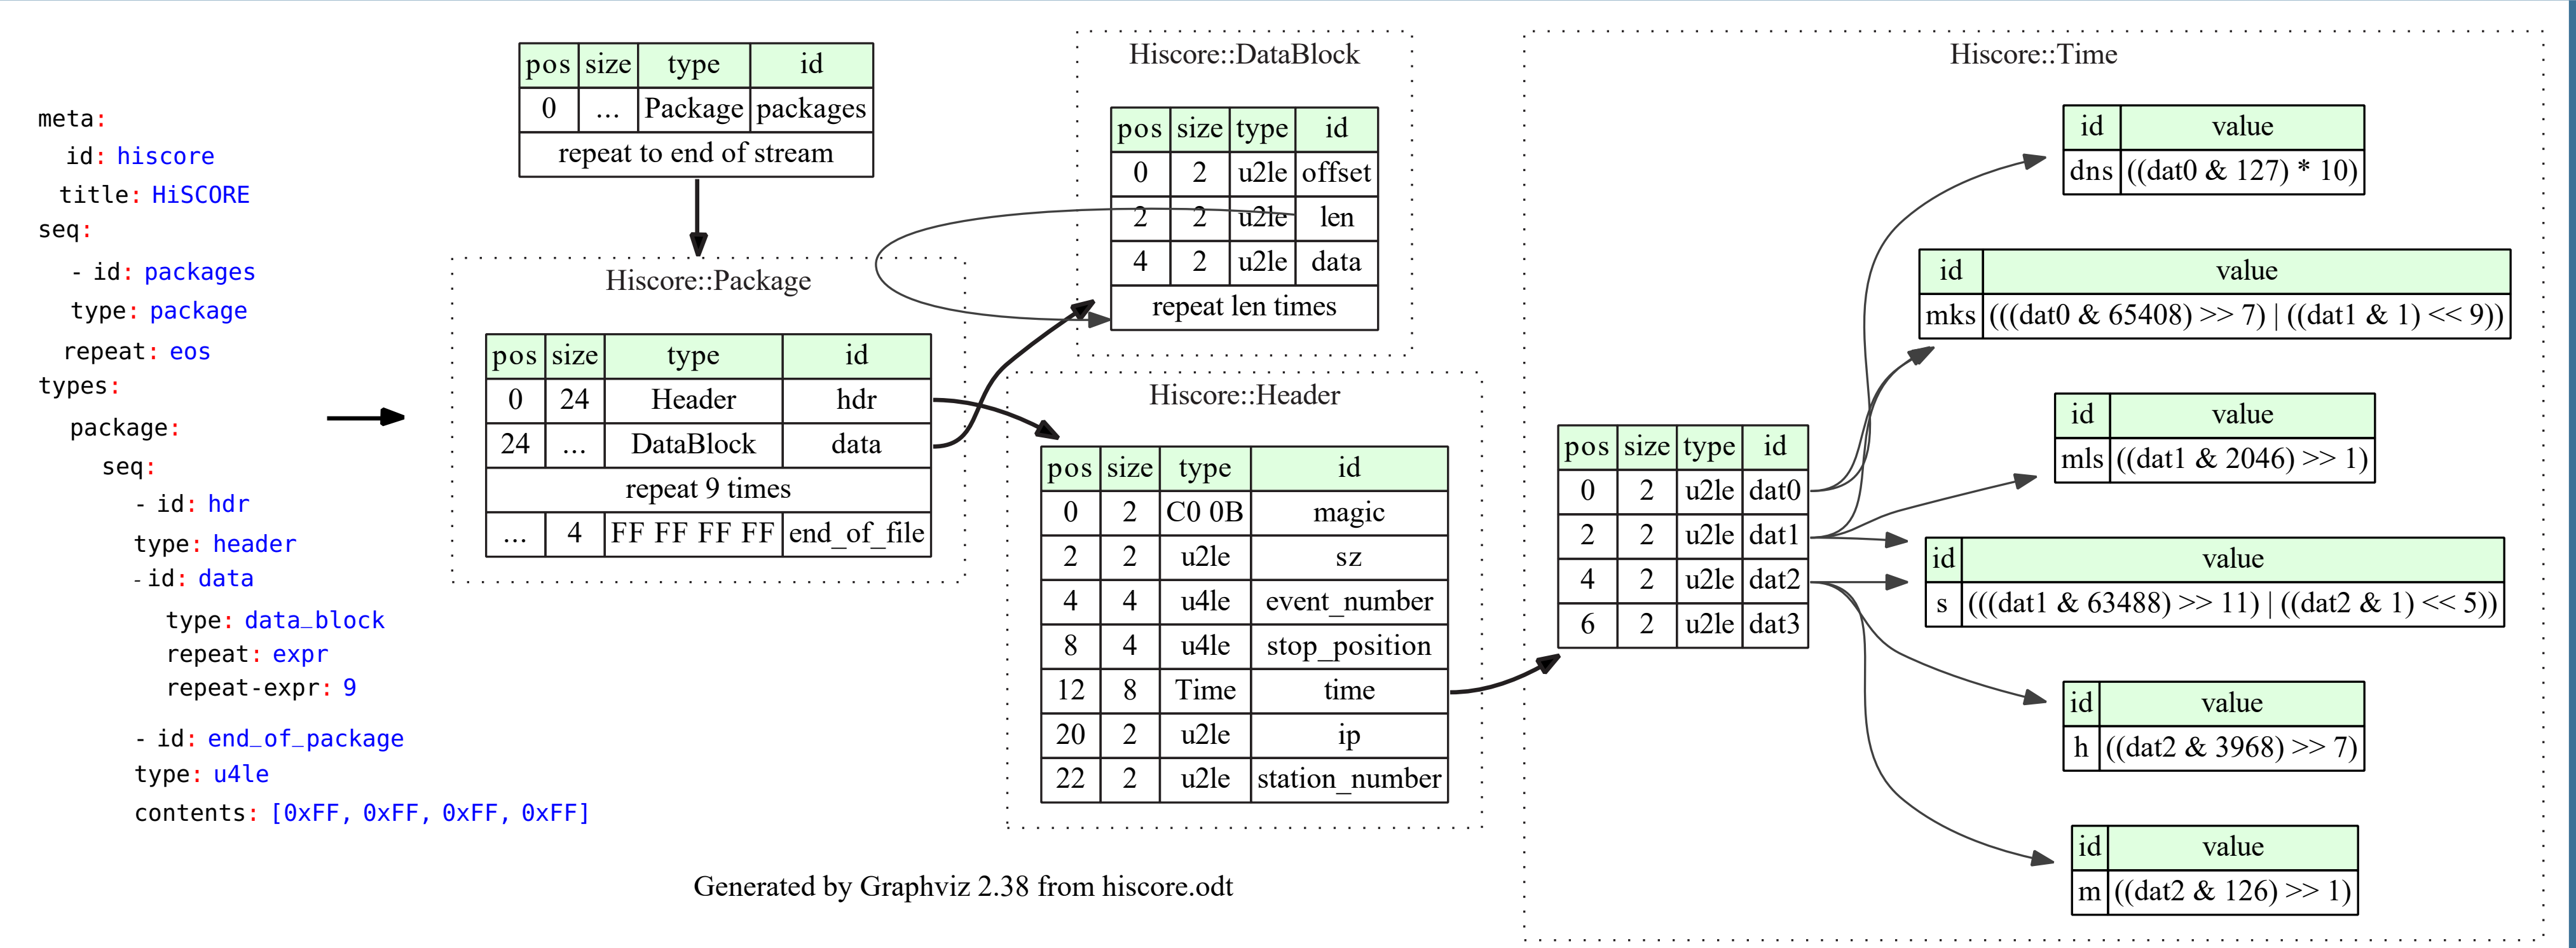 meta:
id: hiscore
title: HiSCORE
seq:
- id: packages
type: package
repeat: eos
types:
package:
seq:
- id: hdr
type: header
-id: data
type: data_block
repeat: expr
repeat-expr: 9
- id: end_of_package
type: u4le
contents: [0xFF, 0xFF, 0xFF, 0xFF]
pos size type id
0 ... Package packages
repeat to end of stream
Hiscore::Package
pos size type id
0 24 Header hdr
24 ... DataBlock data
repeat 9 times
... 4 FF FF FF FF end_of_file
Hiscore::DataBlock
pos size type id
0 2 u2le offset
2 2 u2le len
4 2 u2le data
repeat len times
Hiscore::Header
pos size type id
0 2 C0 0B magic
2 2 u2le sz
4 4 u4le event_number
8 4 u4le stop_position
12 8 Time time
20 2 u2le ip
22 2 u2le station_number
Hiscore::Time
pos size type id
0 2 u2le dat0
2 2 u2le dat1
4 2 u2le dat2
6 2 u2le dat3
id value
dns ((dat0 & 127) * 10)
id value
mks (((dat0 & 65408) >> 7) | ((dat1 & 1) << 9))
id value
mls ((dat1 & 2046) >> 1)
id value
s (((dat1 & 63488) >> 11) | ((dat2 & 1) << 5))
id value
h ((dat2 & 3968) >> 7)
id value
m ((dat2 & 126) >> 1)
Generated by Graphviz 2.38 from hiscore.odt